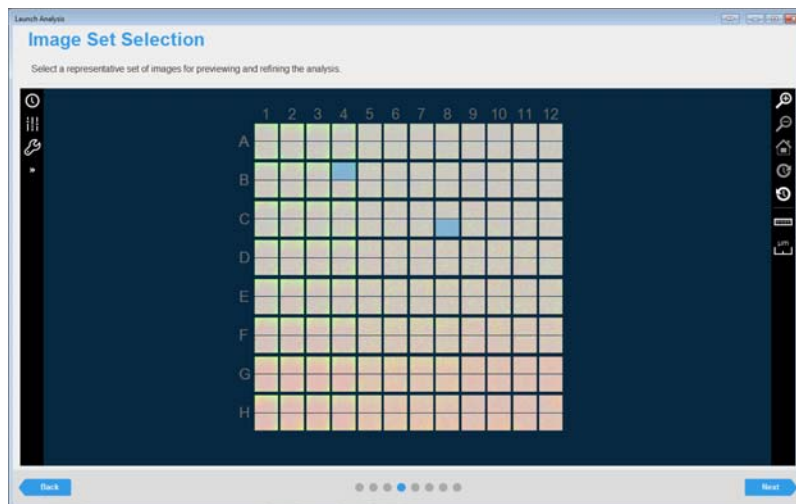 Launch Analysis
Image Set Selection
Select a representative set of images for previewing and refining the analysis.
1 2 3 4 5 6 7 8 9 10 11 12
A
B
C
D
E
F
G
H
µm
Back
Next